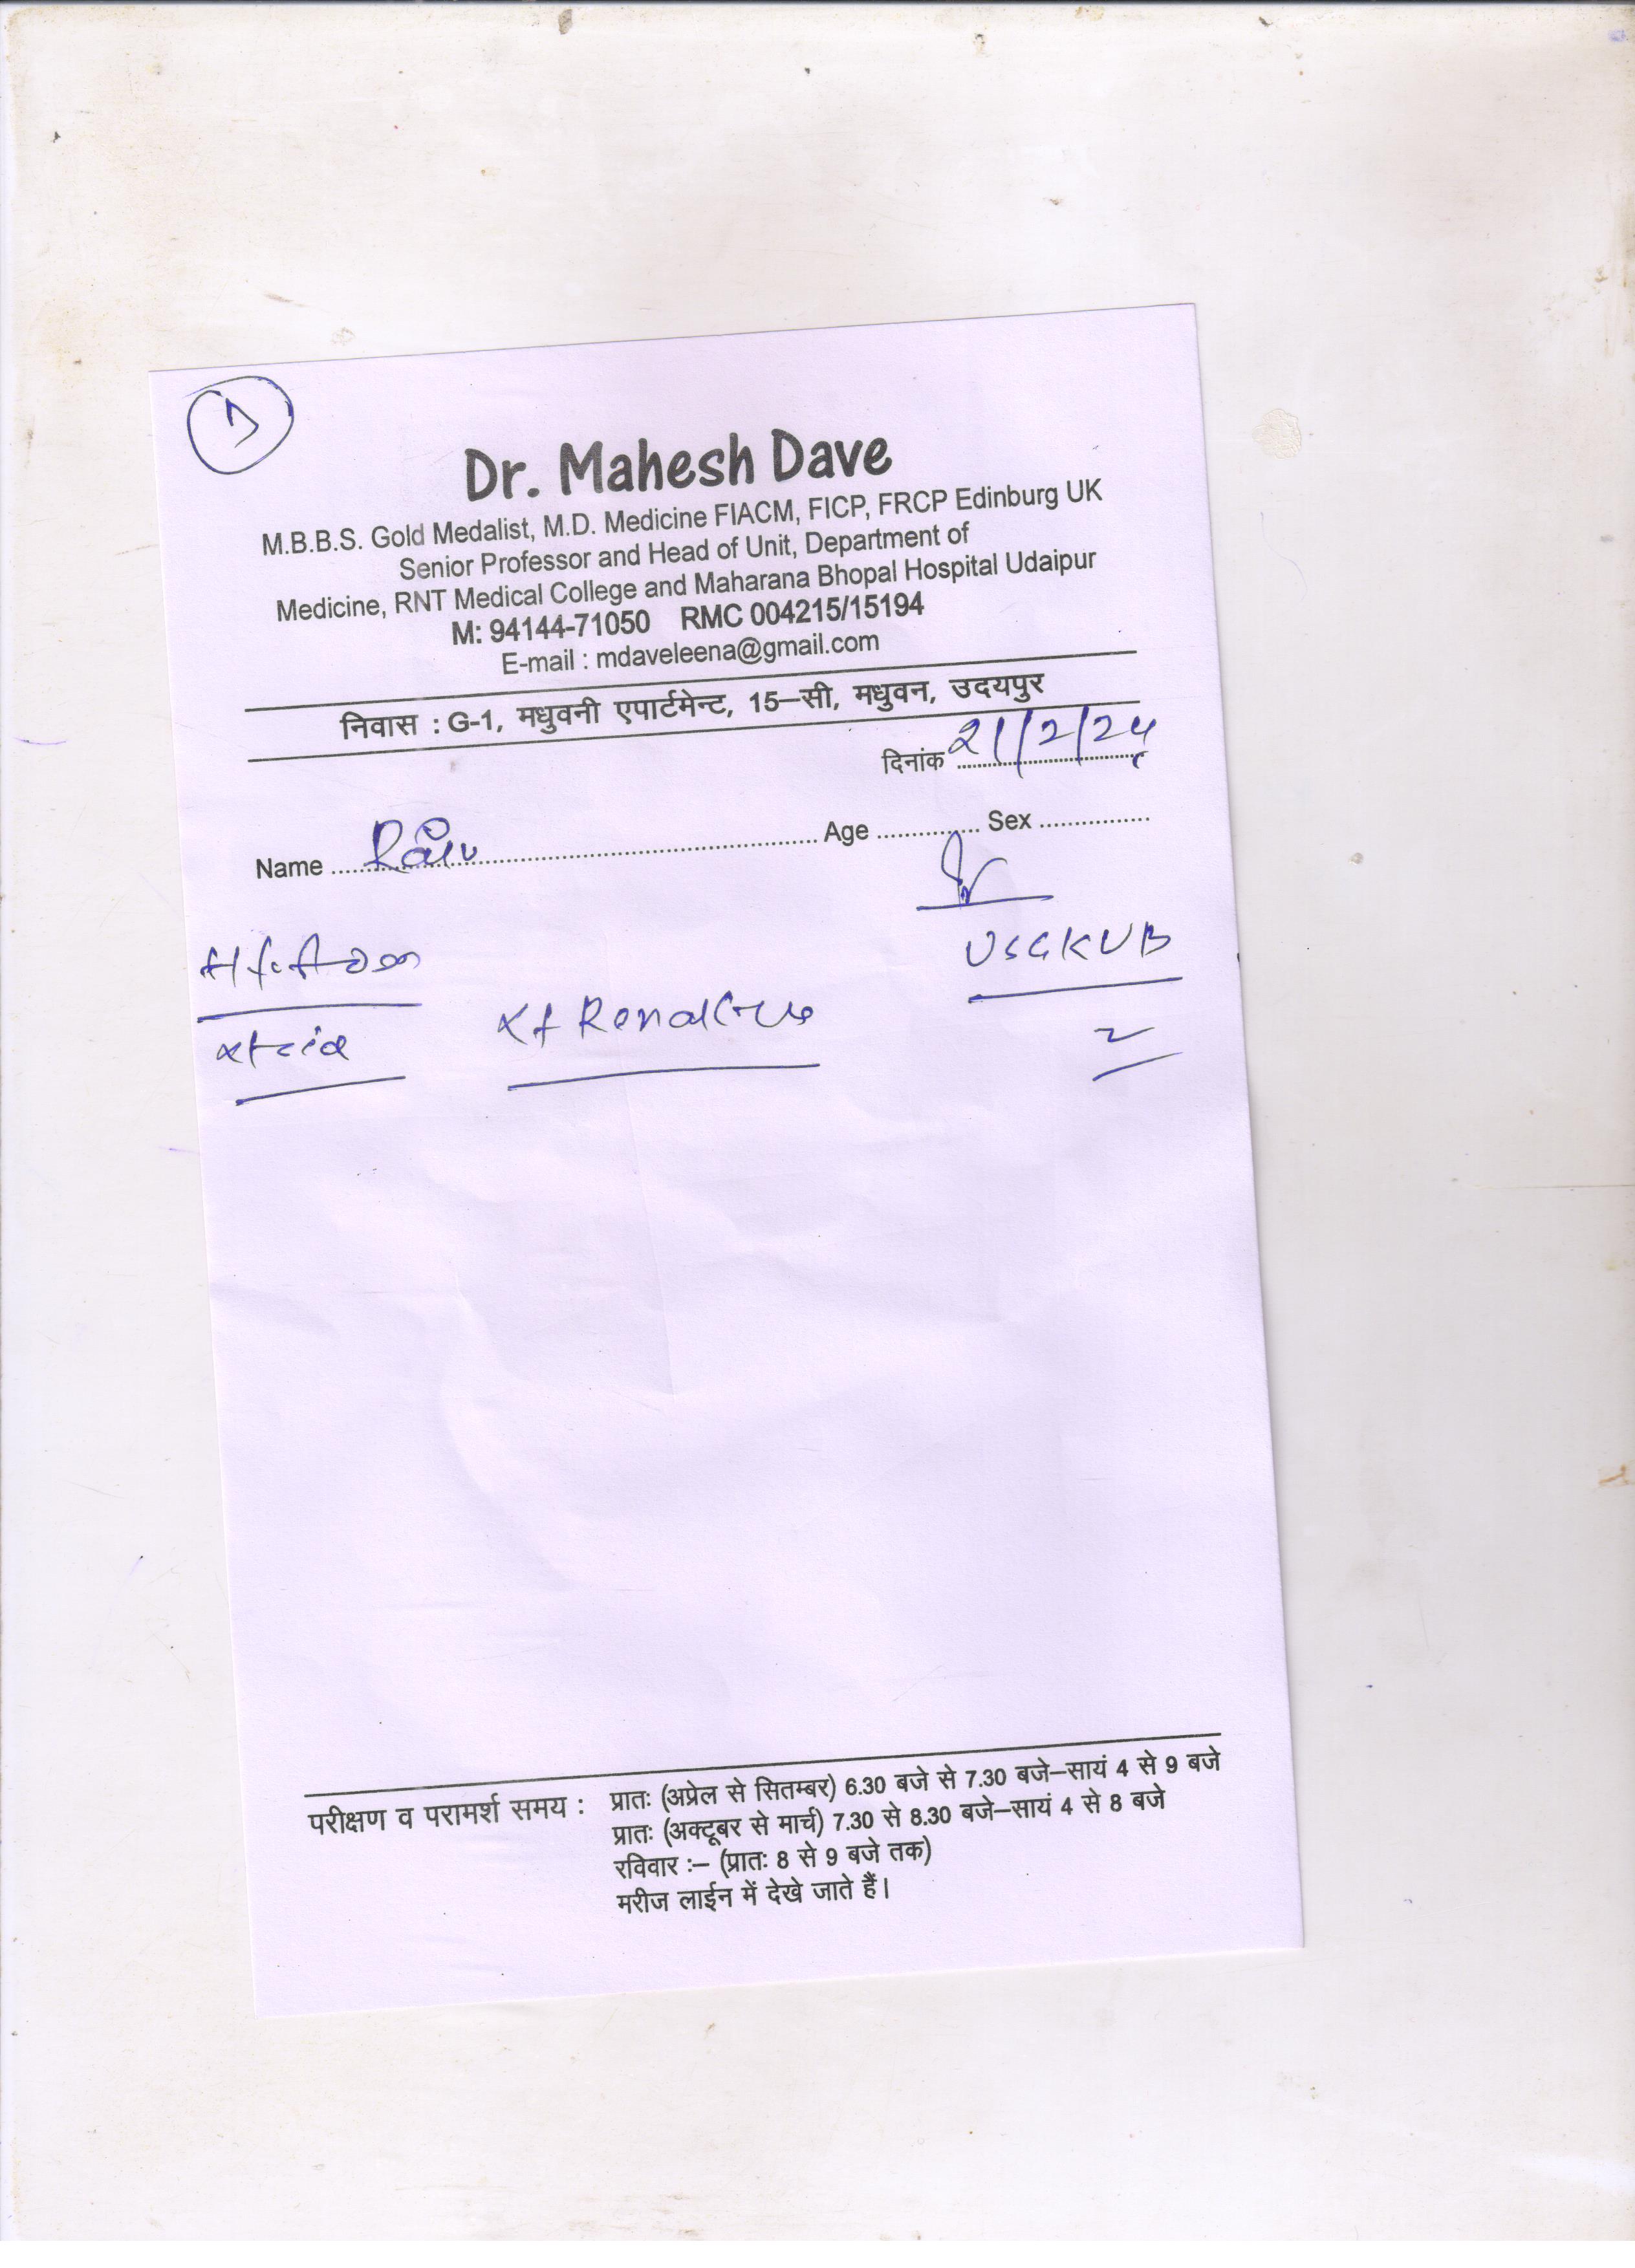 Dr. Mahesh Dave
M.B.B.S. Gold Medalist, M.D. Medicine FIACM, FICP, FRCP Edinburg UK
Senior Professor and Head of Unit, Department of
Medicine, RNT Medical College and Maharana Bhopal Hospital Udaipur
M: 94144-71050 RMC 004215/15194
E-mail : mdaveleena@gmail.com
निवास : G-1, मधुवनी एपार्टमेन्ट, 15–सी, मधुवन, उदयपुर
दिनांक 21/2/24
Name Age Sex
USG KUB
Renal
परीक्षण व परामर्श समय : प्रातः (अप्रेल से सितम्बर) 6.30 बजे से 7.30 बजे–सायं 4 से 9 बजे
प्रातः (अक्टूबर से मार्च) 7.30 से 8.30 बजे–सायं 4 से 8 बजे
रविवार :– (प्रातः 8 से 9 बजे तक)
मरीज लाईन में देखे जाते हैं।